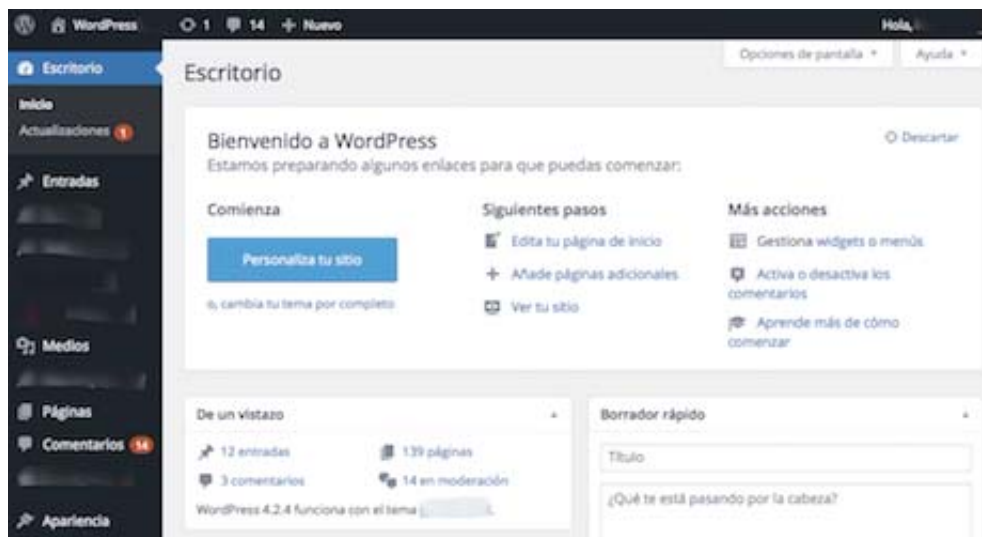 WordPress 1 14 + Nuevo Hola,
Opciones de pantalla Ayuda
Escritorio
Inicio
Actualizaciones 1
Entradas
Medios
Páginas
Comentarios 14
Apariencia
Escritorio
Bienvenido a WordPress
Descartar
Estamos preparando algunos enlaces para que puedas comenzar:
Comienza
Personaliza tu sitio
o, cambia tu tema por completo
Siguientes pasos
Edita tu página de inicio
Añade páginas adicionales
Ver tu sitio
Más acciones
Gestiona widgets o menús
Activa o desactiva los
comentarios
Aprende más de cómo
comenzar
De un vistazo
12 entradas
139 páginas
3 comentarios
14 en moderación
WordPress 4.2.4 funciona con el tema
Borrador rápido
Título
¿Qué te está pasando por la cabeza?